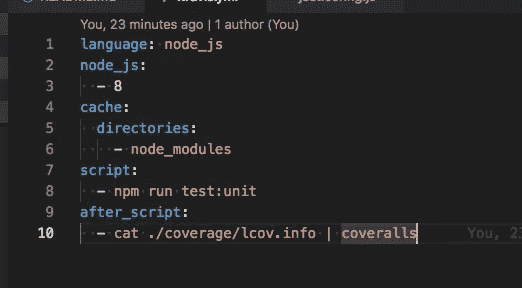 You, 23 minutes ago | 1 author (You)
1 language: node_js
2 node_js:
3 - 8
4 cache:
5 directories:
6 - node_modules
7 script:
8 - npm run test:unit
9 after_script:
10 - cat ./coverage/lcov.info | coveralls You, 23